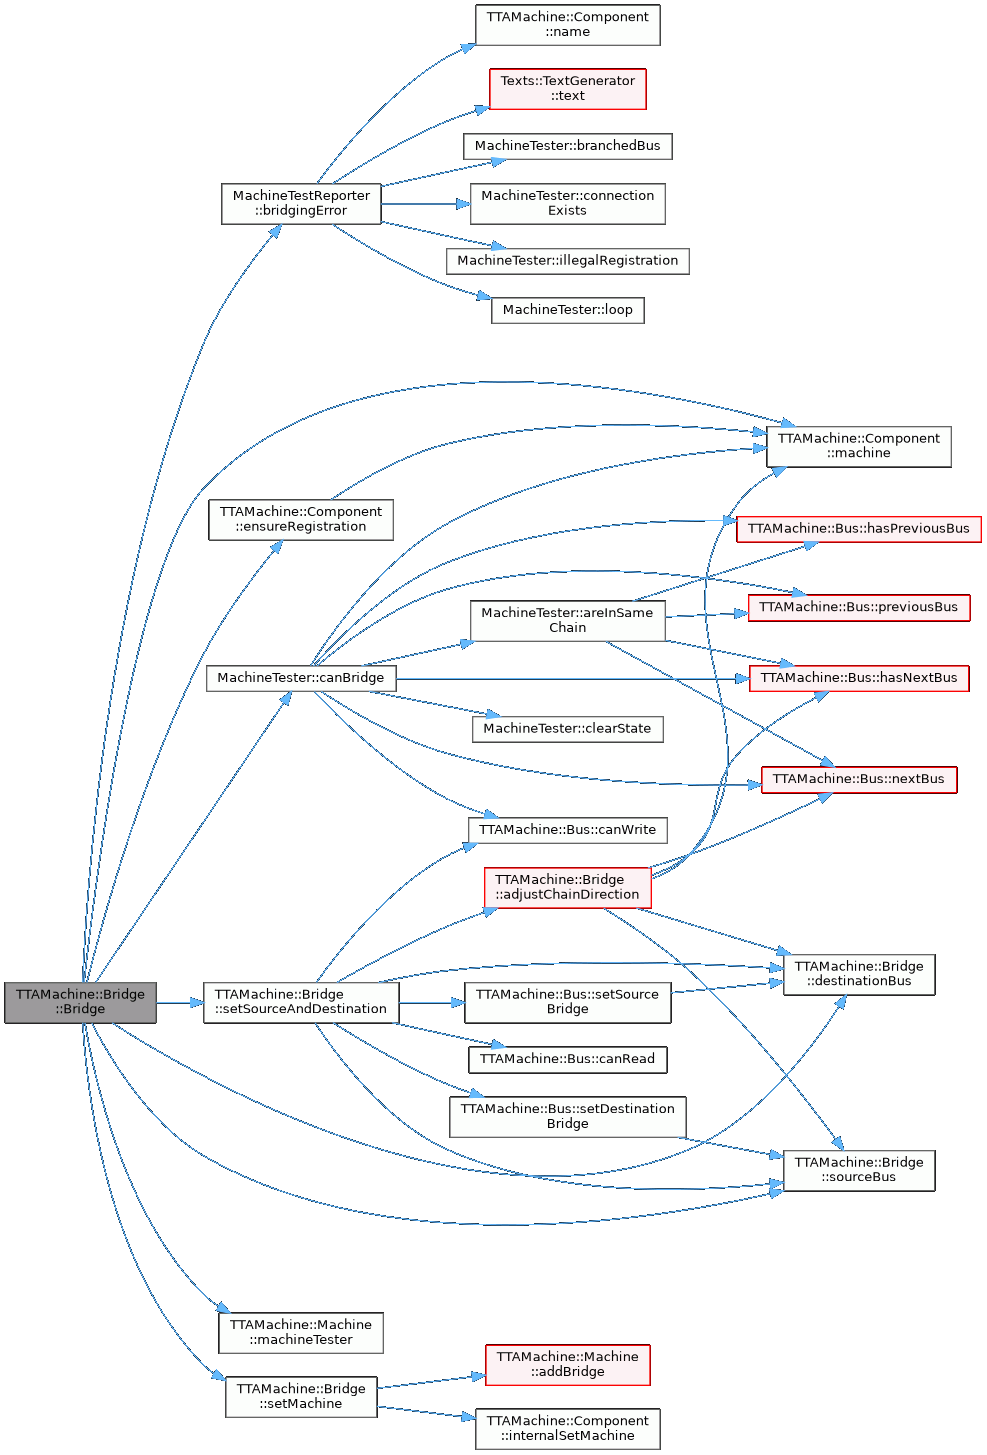 TTAMachine::Component
::name
Texts::TextGenerator
::text
MachineTester::branchedBus
MachineTestReporter
::bridgingError
MachineTester::connection
Exists
MachineTester::illegalRegistration
MachineTester::loop
TTAMachine::Component
::machine
TTAMachine::Component
::ensureRegistration
TTAMachine::Bus::hasPreviousBus
TTAMachine::Bus::previousBus
MachineTester::areInSame
Chain
MachineTester::canBridge
TTAMachine::Bus::hasNextBus
MachineTester::clearState
TTAMachine::Bus::nextBus
TTAMachine::Bus::canWrite
TTAMachine::Bridge
::adjustChainDirection
TTAMachine::Bridge
::destinationBus
TTAMachine::Bridge
::Bridge
TTAMachine::Bridge
::setSourceAndDestination
TTAMachine::Bus::setSource
Bridge
TTAMachine::Bus::canRead
TTAMachine::Bus::setDestination
Bridge
TTAMachine::Bridge
::sourceBus
TTAMachine::Machine
::machineTester
TTAMachine::Machine
::addBridge
TTAMachine::Bridge
::setMachine
TTAMachine::Component
::internalSetMachine